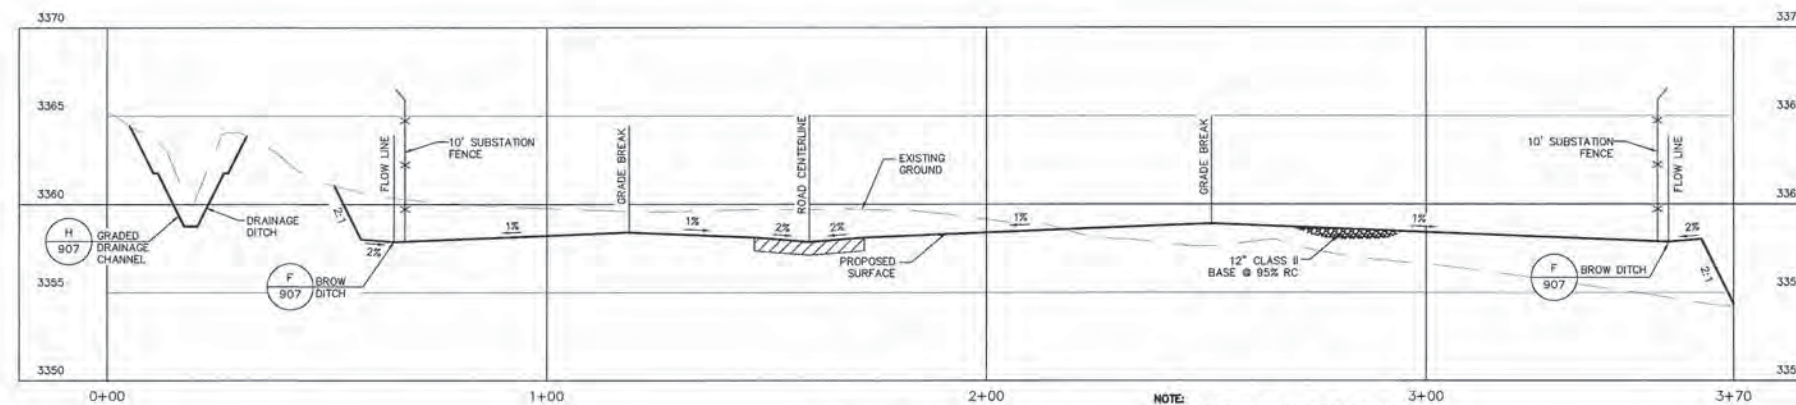 3370
337
3365
336
3360
336
3355
335
3350
335
FLOW LINE
10' SUBSTATION
FENCE
GRADE BREAK
ROAD CENTERLINE
EXISTING
GROUND
GRADE BREAK
10' SUBSTATION
FENCE
FLOW LINE
H
907
GRADED
DRAINAGE
CHANNEL
DRAINAGE
DITCH
2:1
2%
F
907
BROW
DITCH
1%
1%
2%
2%
PROPOSED
SURFACE
1%
12" CLASS II
BASE @ 95% RC
1%
F
907
BROW DITCH
2%
2:1
0+00
1+00
2+00
3+00
3+70
NOTE: